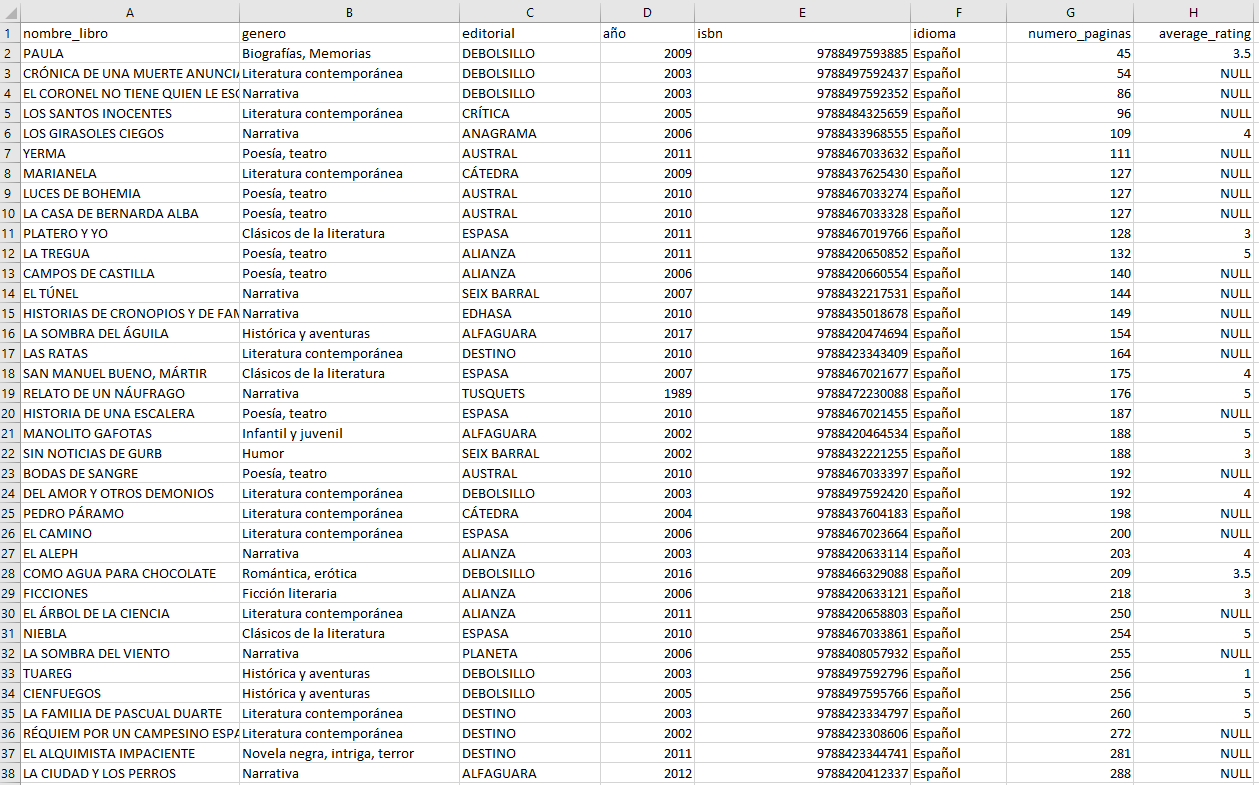 A B C D E F G H
1 nombre_libro genero editorial año isbn idioma numero_paginas average_rating
2 PAULA Biografías, Memorias DEBOLSILLO 2009 9788497593885 Español 45 3.5
3 CRÓNICA DE UNA MUERTE ANUNCIA Literatura contemporánea DEBOLSILLO 2003 9788497592437 Español 54 NULL
4 EL CORONEL NO TIENE QUIEN LE ESC Narrativa DEBOLSILLO 2003 9788497592352 Español 86 NULL
5 LOS SANTOS INOCENTES Literatura contemporánea CRÍTICA 2005 9788484325659 Español 96 NULL
6 LOS GIRASOLES CIEGOS Narrativa ANAGRAMA 2006 9788433968555 Español 109 4
7 YERMA Poesía, teatro AUSTRAL 2011 9788467033632 Español 111 NULL
8 MARIANELA Literatura contemporánea CÁTEDRA 2009 9788437625430 Español 127 NULL
9 LUCES DE BOHEMIA Poesía, teatro AUSTRAL 2010 9788467033274 Español 127 NULL
10 LA CASA DE BERNARDA ALBA Poesía, teatro AUSTRAL 2010 9788467033328 Español 127 NULL
11 PLATERO Y YO Clásicos de la literatura ESPASA 2011 9788467019766 Español 128 3
12 LA TREGUA Poesía, teatro ALIANZA 2011 9788420650852 Español 132 5
13 CAMPOS DE CASTILLA Poesía, teatro ALIANZA 2006 9788420660554 Español 140 NULL
14 EL TÚNEL Narrativa SEIX BARRAL 2007 9788432217531 Español 144 NULL
15 HISTORIAS DE CRONOPIOS Y DE FAM Narrativa EDHASA 2010 9788435018678 Español 149 NULL
16 LA SOMBRA DEL ÁGUILA Histórica y aventuras ALFAGUARA 2017 9788420474694 Español 154 NULL
17 LAS RATAS Literatura contemporánea DESTINO 2010 9788423343409 Español 164 NULL
18 SAN MANUEL BUENO, MÁRTIR Clásicos de la literatura ESPASA 2007 9788467021677 Español 175 4
19 RELATO DE UN NÁUFRAGO Narrativa TUSQUETS 1989 9788472230088 Español 176 5
20 HISTORIA DE UNA ESCALERA Poesía, teatro ESPASA 2010 9788467021455 Español 187 NULL
21 MANOLITO GAFOTAS Infantil y juvenil ALFAGUARA 2002 9788420464534 Español 188 5
22 SIN NOTICIAS DE GURB Humor SEIX BARRAL 2002 9788432221255 Español 188 3
23 BODAS DE SANGRE Poesía, teatro AUSTRAL 2010 9788467033397 Español 192 NULL
24 DEL AMOR Y OTROS DEMONIOS Literatura contemporánea DEBOLSILLO 2003 9788497592420 Español 192 4
25 PEDRO PÁRAMO Literatura contemporánea CÁTEDRA 2004 9788437604183 Español 198 NULL
26 EL CAMINO Literatura contemporánea ESPASA 2006 9788467023664 Español 200 NULL
27 EL ALEPH Narrativa ALIANZA 2003 9788420633114 Español 203 4
28 COMO AGUA PARA CHOCOLATE Romántica, erótica DEBOLSILLO 2016 9788466329088 Español 209 3.5
29 FICCIONES Ficción literaria ALIANZA 2006 9788420633121 Español 218 3
30 EL ÁRBOL DE LA CIENCIA Literatura contemporánea ALIANZA 2011 9788420658803 Español 250 NULL
31 NIEBLA Clásicos de la literatura ESPASA 2010 9788467033861 Español 254 5
32 LA SOMBRA DEL VIENTO Narrativa PLANETA 2006 9788408057932 Español 255 NULL
33 TUAREG Histórica y aventuras DEBOLSILLO 2003 9788497592796 Español 256 1
34 CIENFUEGOS Histórica y aventuras DEBOLSILLO 2005 9788497595766 Español 256 5
35 LA FAMILIA DE PASCUAL DUARTE Literatura contemporánea DESTINO 2003 9788423334797 Español 260 5
36 RÉQUIEM POR UN CAMPESINO ESPA Literatura contemporánea DESTINO 2002 9788423308606 Español 272 NULL
37 EL ALQUIMISTA IMPACIENTE Novela negra, intriga, terror DESTINO 2011 9788423344741 Español 281 NULL
38 LA CIUDAD Y LOS PERROS Narrativa ALFAGUARA 2012 9788420412337 Español 288 NULL